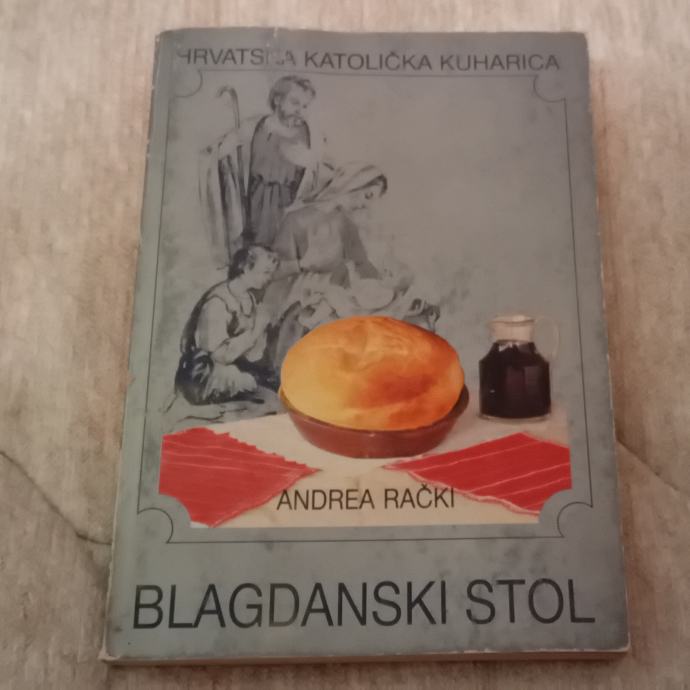 HRVATSKA KATOLIČKA KUHARICA
ANDREA RAČKI
BLAGDANSKI STOL